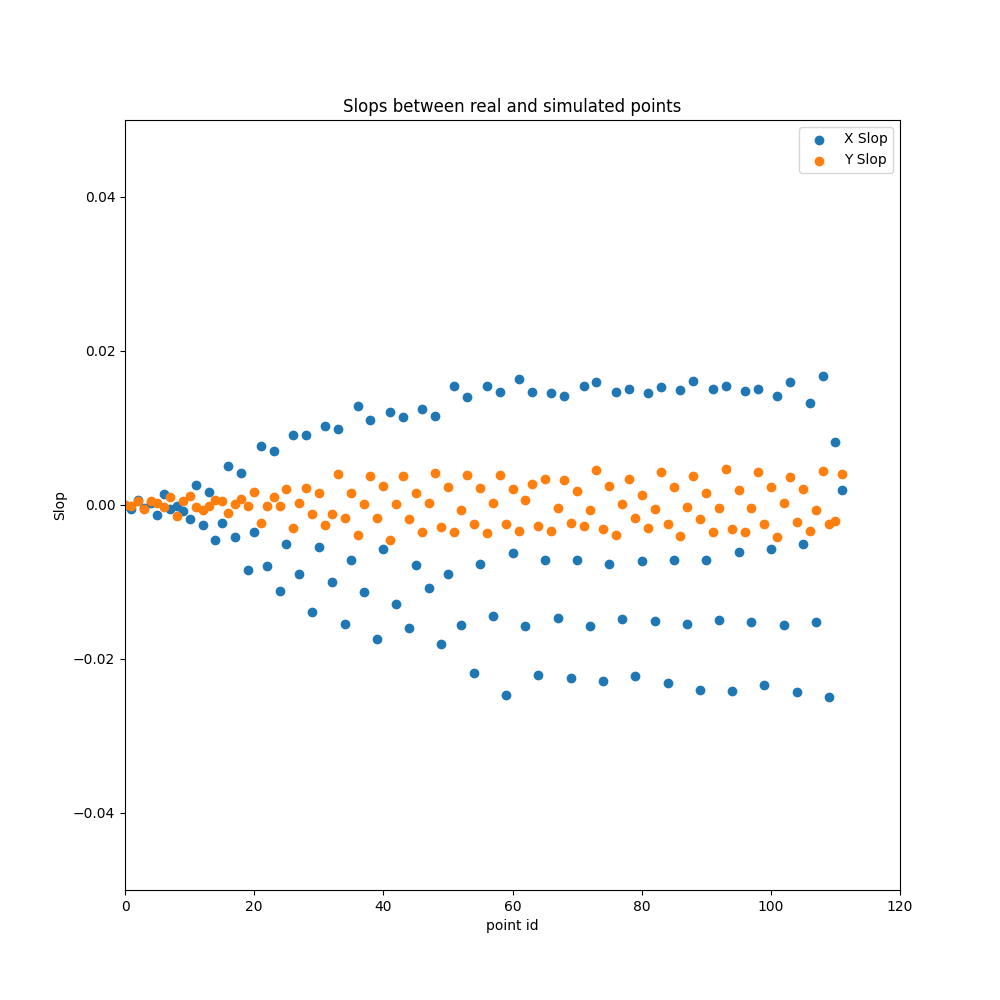 Slops between real and simulated points
X Slop
Y Slop
0.04
0.02
0.00
−0.02
−0.04
Slop
0 20 40 60 80 100 120
point id